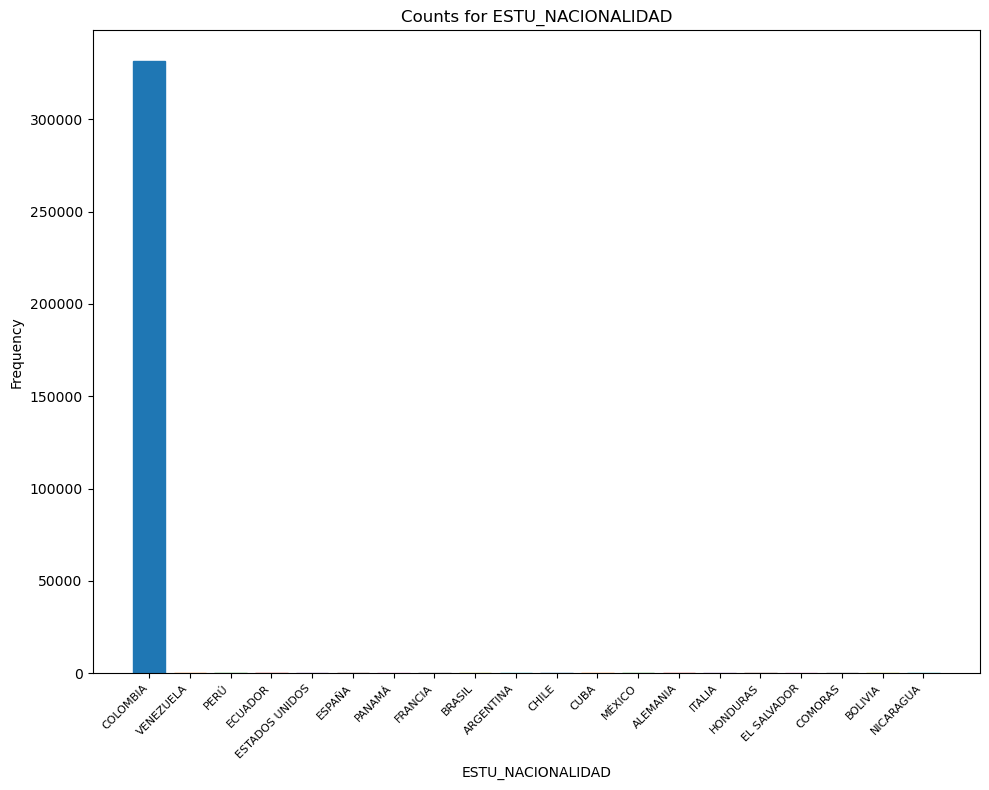 Counts for ESTU_NACIONALIDAD
Frequency
300000
250000
200000
150000
100000
50000
0
COLOMBIA
VENEZUELA
PERÚ
ECUADOR
ESTADOS UNIDOS
ESPAÑA
PANAMÁ
FRANCIA
BRASIL
ARGENTINA
CHILE
CUBA
MÉXICO
ALEMANIA
ITALIA
HONDURAS
EL SALVADOR
COMORAS
BOLIVIA
NICARAGUA
ESTU_NACIONALIDAD